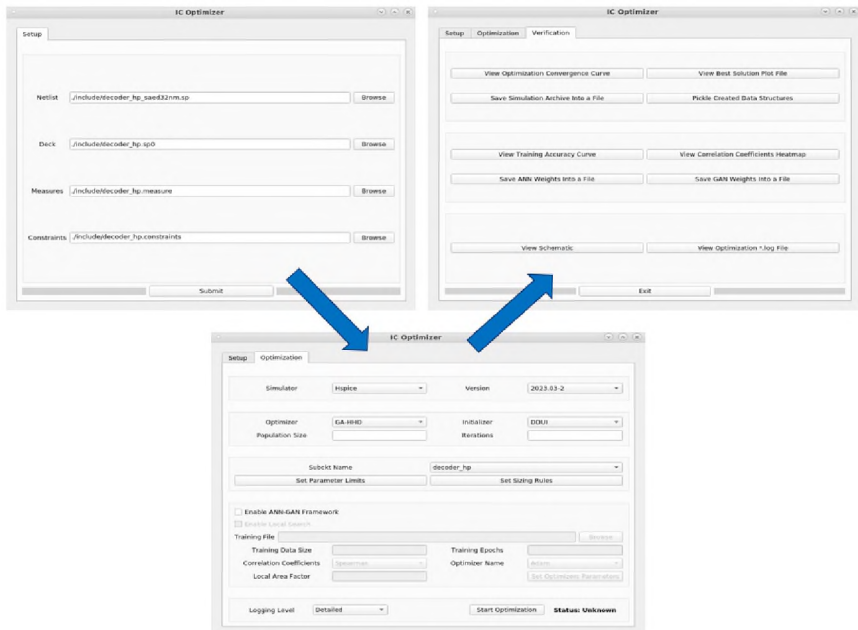 IC Optimizer
Setup
Netlist ./include/decoder_hp_saed32nm.sp Browse
Deck ./include/decoder_hp.sp0 Browse
Measures ./include/decoder_hp.measure Browse
Constraints ./include/decoder_hp.constraints Browse
Submit
IC Optimizer
Setup Optimization
Simulator Hspice Version 2023.03-2
Optimizer GA-HHO Initializer
Population Size Iterations
Subckt Name decoder_hp
Set Parameter Limits Set Sizing Rules
Enable ANN-GAN Framework
Enable Local Search
Training File Browse
Training Data Size Training Epochs
Correlation Coefficients Spearman Optimizer Name Adam
Local Area Factor Set Optimizers Parameters
Logging Level Detailed Start Optimization Status: Unknown
IC Optimizer
Setup Optimization Verification
View Optimization Convergence Curve View Best Solution Plot File
Save Simulation Archive Into a File Pickle Created Data Structures
View Training Accuracy Curve View Correlation Coefficients Heatmap
Save ANN Weights Into a File Save GAN Weights Into a File
View Schematic View Optimization *.log File
Exit